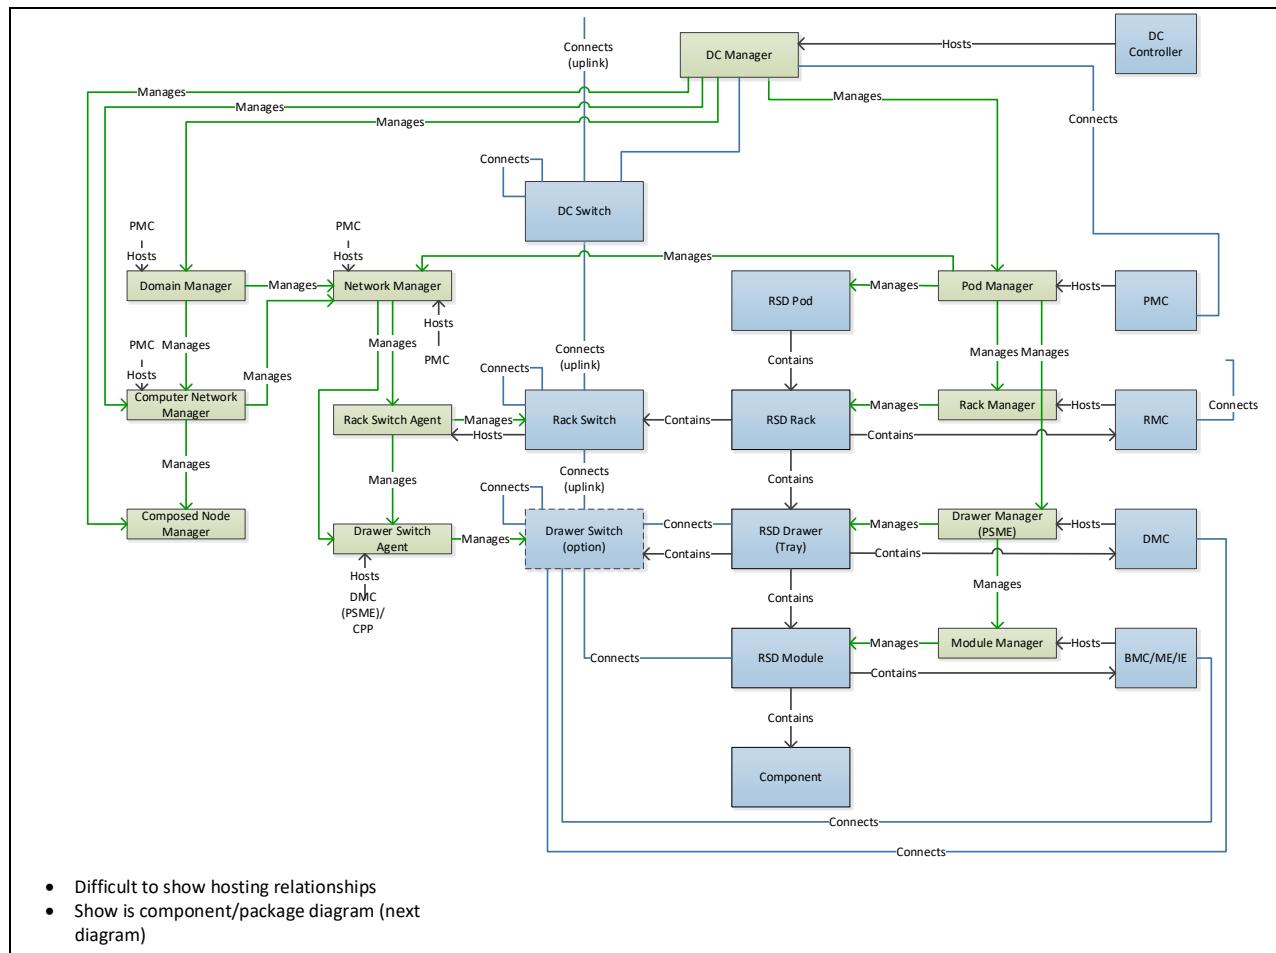 Connects
(uplink)
DC Manager
Hosts
DC
Controller
Manages
Manages
Manages
Manages
Connects
Connects
DC Switch
PMC
Hosts
PMC
Hosts
Manages
Domain Manager
Manages
Network Manager
RSD Pod
Manages
Pod Manager
Hosts
PMC
Hosts
PMC
Manages
Manages
Connects
(uplink)
Contains
Manages
Manages
PMC
Hosts
Manages
Connects
Connects
Computer Network
Manager
Rack Switch Agent
Manages
Hosts
Rack Switch
Contains
RSD Rack
Manages
Contains
Rack Manager
Hosts
RMC
Manages
Manages
Connects
(uplink)
Contains
Connects
Composed Node
Manager
Drawer Switch
Agent
Manages
Drawer Switch
(option)
Connects
Contains
RSD Drawer
(Tray)
Manages
Contains
Drawer Manager
(PSME)
Hosts
DMC
Hosts
DMC
(PSME)/
CPP
Contains
Manages
Connects
RSD Module
Manages
Contains
Module Manager
Hosts
BMC/ME/IE
Contains
Component
Connects
Connects
• Difficult to show hosting relationships
• Show is component/package diagram (next
diagram)